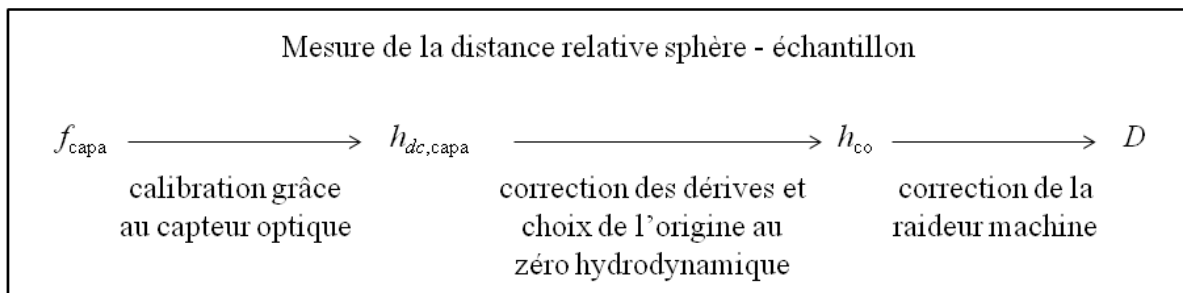 Mesure de la distance relative sphère - échantillon
f_capa h_dc,capa h_co D
calibration grâce correction des dérives et correction de la
au capteur optique choix de l'origine au raideur machine
zéro hydrodynamique